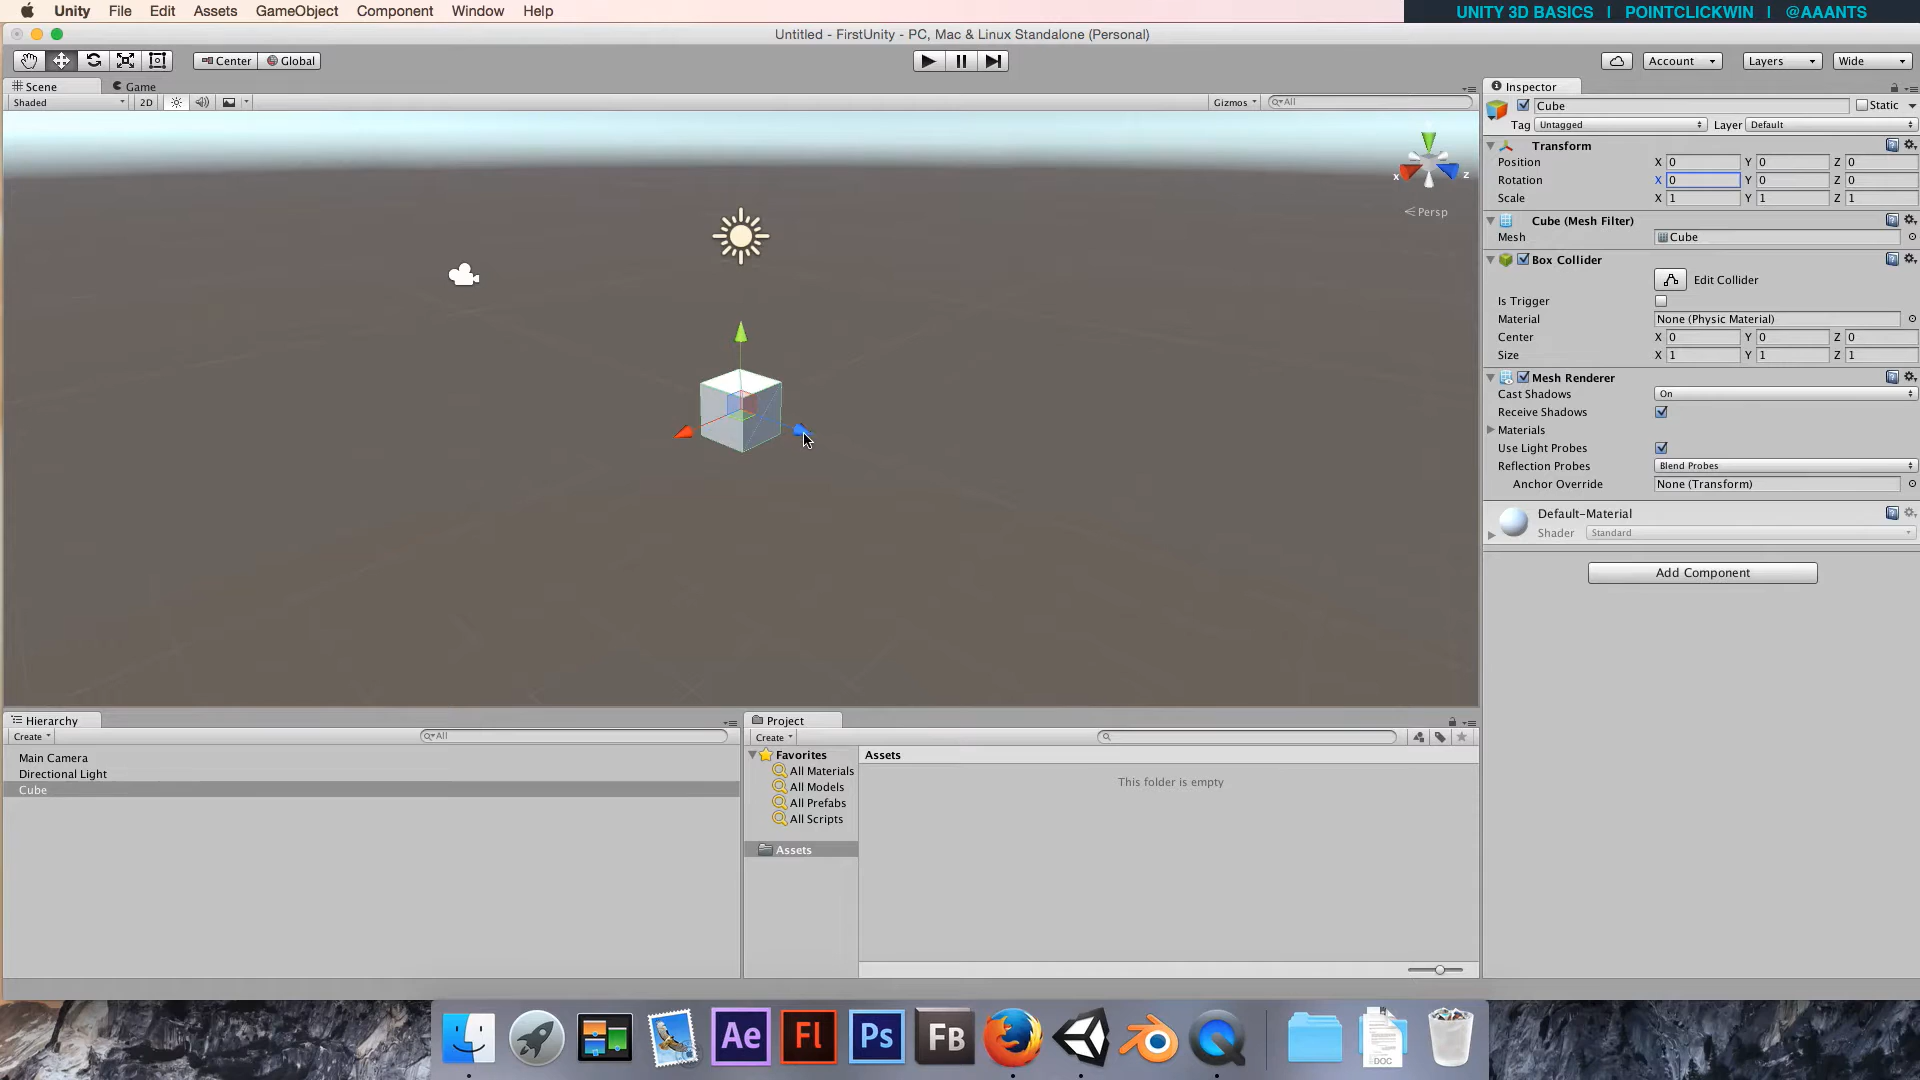 Unity File Edit Assets GameObject Component Window Help
UNITY 3D BASICS | POINTCLICKWIN | @AAANTS
Untitled - FirstUnity - PC, Mac & Linux Standalone (Personal)
Center Global
Account Layers Wide
Scene Game
Shaded 2D Gizmos All
x z
Persp
Inspector
Cube Static
Tag Untagged Layer Default
Transform
Position X 0 Y 0 Z 0
Rotation X 0 Y 0 Z 0
Scale X 1 Y 1 Z 1
Cube (Mesh Filter)
Mesh Cube
Box Collider
Edit Collider
Is Trigger
Material None (Physic Material)
Center X 0 Y 0 Z 0
Size X 1 Y 1 Z 1
Mesh Renderer
Cast Shadows On
Receive Shadows
Materials
Use Light Probes
Reflection Probes Blend Probes
Anchor Override None (Transform)
Default-Material
Shader Standard
Add Component
Hierarchy
Create All
Main Camera
Directional Light
Cube
Project
Create
Favorites
All Materials
All Models
All Prefabs
All Scripts
Assets
Assets
This folder is empty
Ae Fl Ps FB
DOC